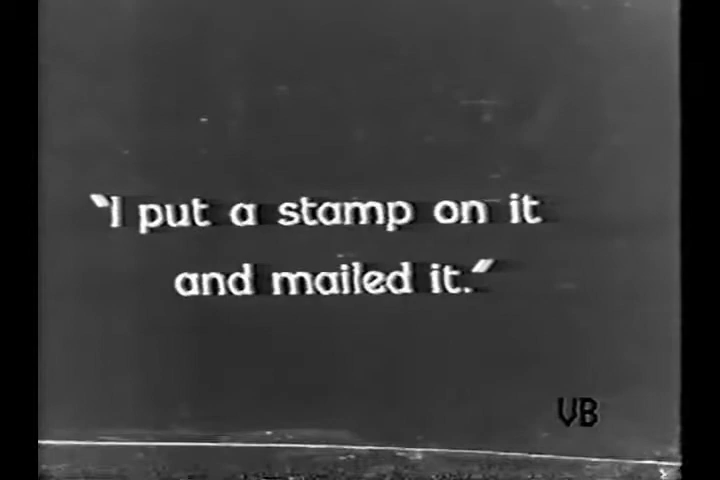 “I put a stamp on it
and mailed it.”
VB